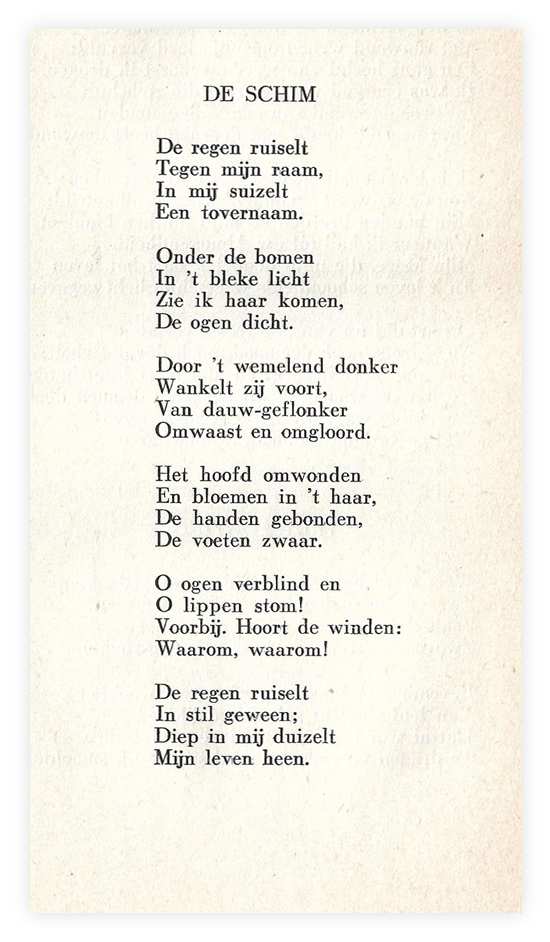 DE SCHIM
De regen ruiselt
Tegen mijn raam,
In mij suizelt
Een tovernaam.
Onder de bomen
In 't bleke licht
Zie ik haar komen,
De ogen dicht.
Door 't wemelend donker
Wankelt zij voort,
Van dauw-geflonker
Omwaast en omgloord.
Het hoofd omwonden
En bloemen in 't haar,
De handen gebonden,
De voeten zwaar.
O ogen verblind en
O lippen stom!
Voorbij. Hoort de winden:
Waarom, waarom!
De regen ruiselt
In stil geween;
Diep in mij duizelt
Mijn leven heen.